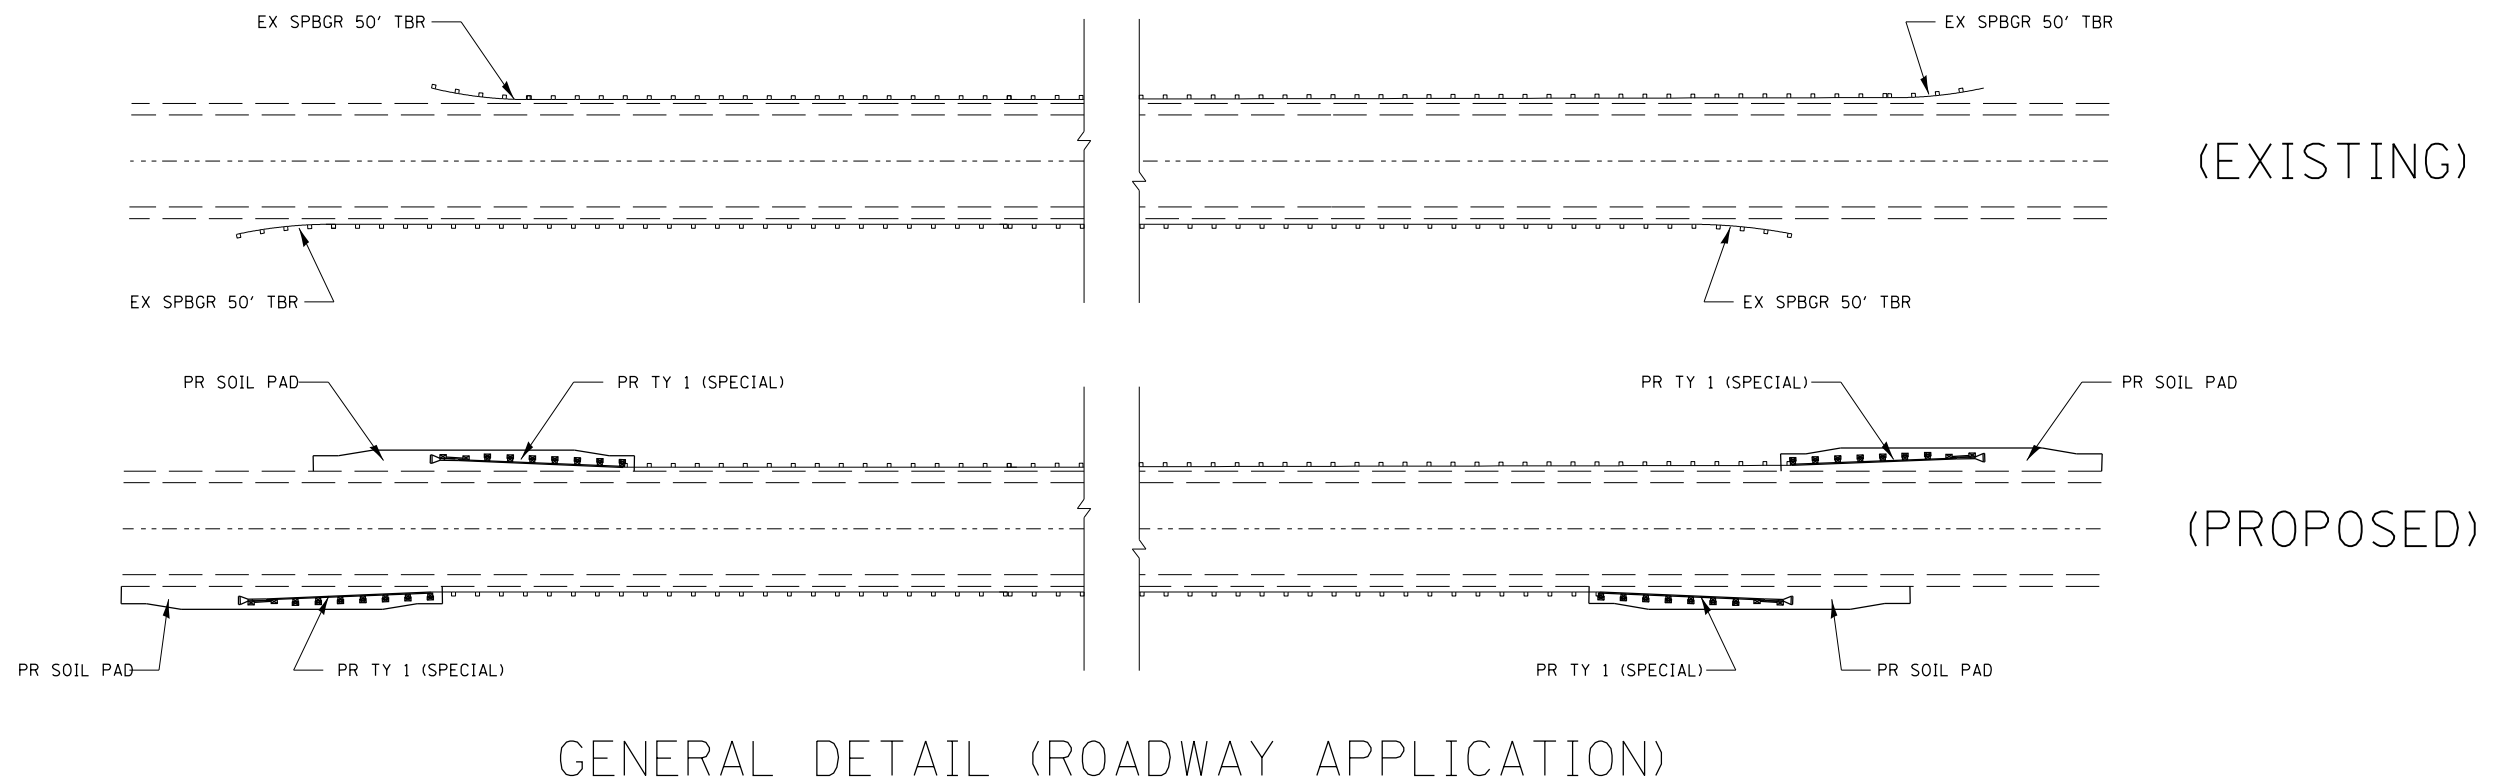 EX SPBGR 50' TBR
EX SPBGR 50' TBR
(EXISTING)
EX SPBGR 50' TBR
EX SPBGR 50' TBR
PR SOIL PAD
PR TY 1 (SPECIAL)
PR TY 1 (SPECIAL)
PR SOIL PAD
(PROPOSED)
PR SOIL PAD
PR TY 1 (SPECIAL)
PR TY 1 (SPECIAL)
PR SOIL PAD
GENERAL DETAIL (ROADWAY APPLICATION)